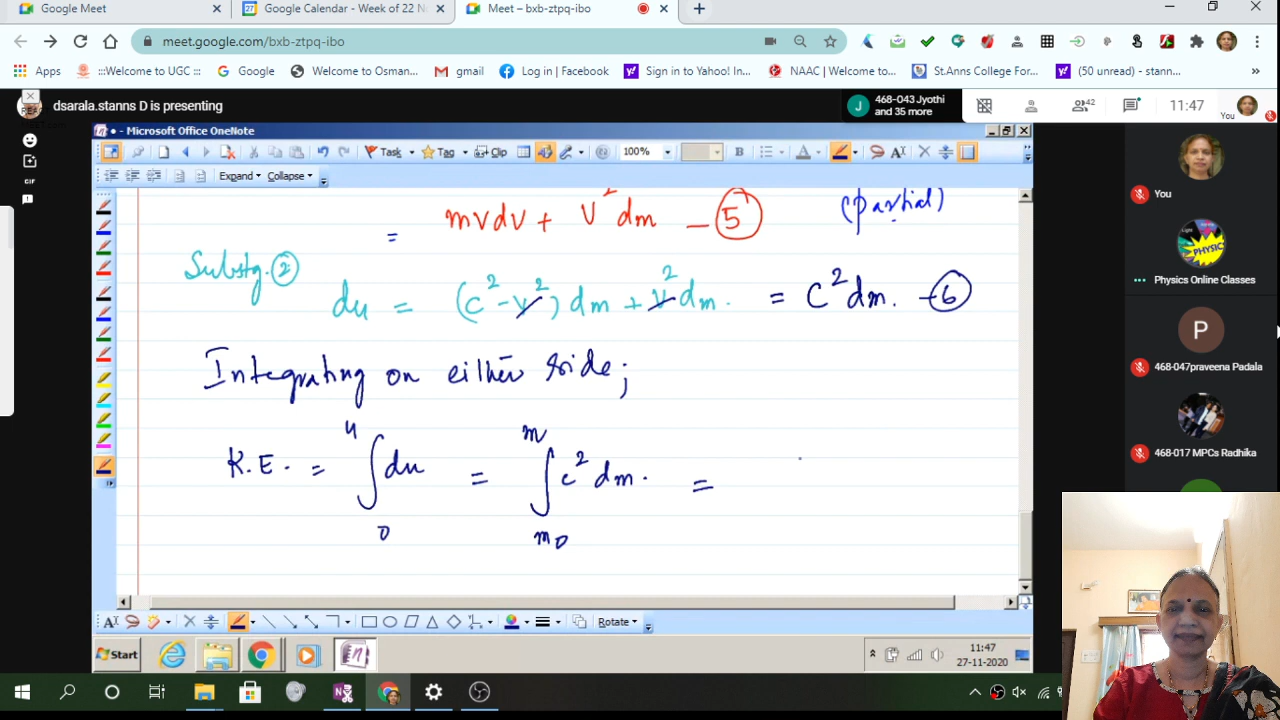 Google Meet
Google Calendar - Week of 22 N
Meet – bxb-ztpq-ibo
meet.google.com/bxb-ztpq-ibo
Apps
:::Welcome to UGC :::
Google
Welcome to Osman...
gmail
Log in | Facebook
Sign in to Yahoo! In...
NAAC | Welcome to...
St.Anns College For...
(50 unread) - stann...
»
dsarala.stanns D is presenting
J
468-043 Jyothi
and 35 more
42
11:47
You
GIF
- Microsoft Office OneNote
Task
Tag
Clip
100%
B
Expand
Collapse
= mvdv + v² dm — 5
(Partial)
Substg. 2
du = (c² - v²) dm + v² dm. = c² dm. — 6
Integrating on either side;
K.E. = ∫₀ᵘ du = ∫ₘ₀ᵐ c² dm. =
You
PHYSIC
Physics Online Classes
P
468-047praveena Padala
468-017 MPCs Radhika
Rotate
Start
11:47
27-11-2020